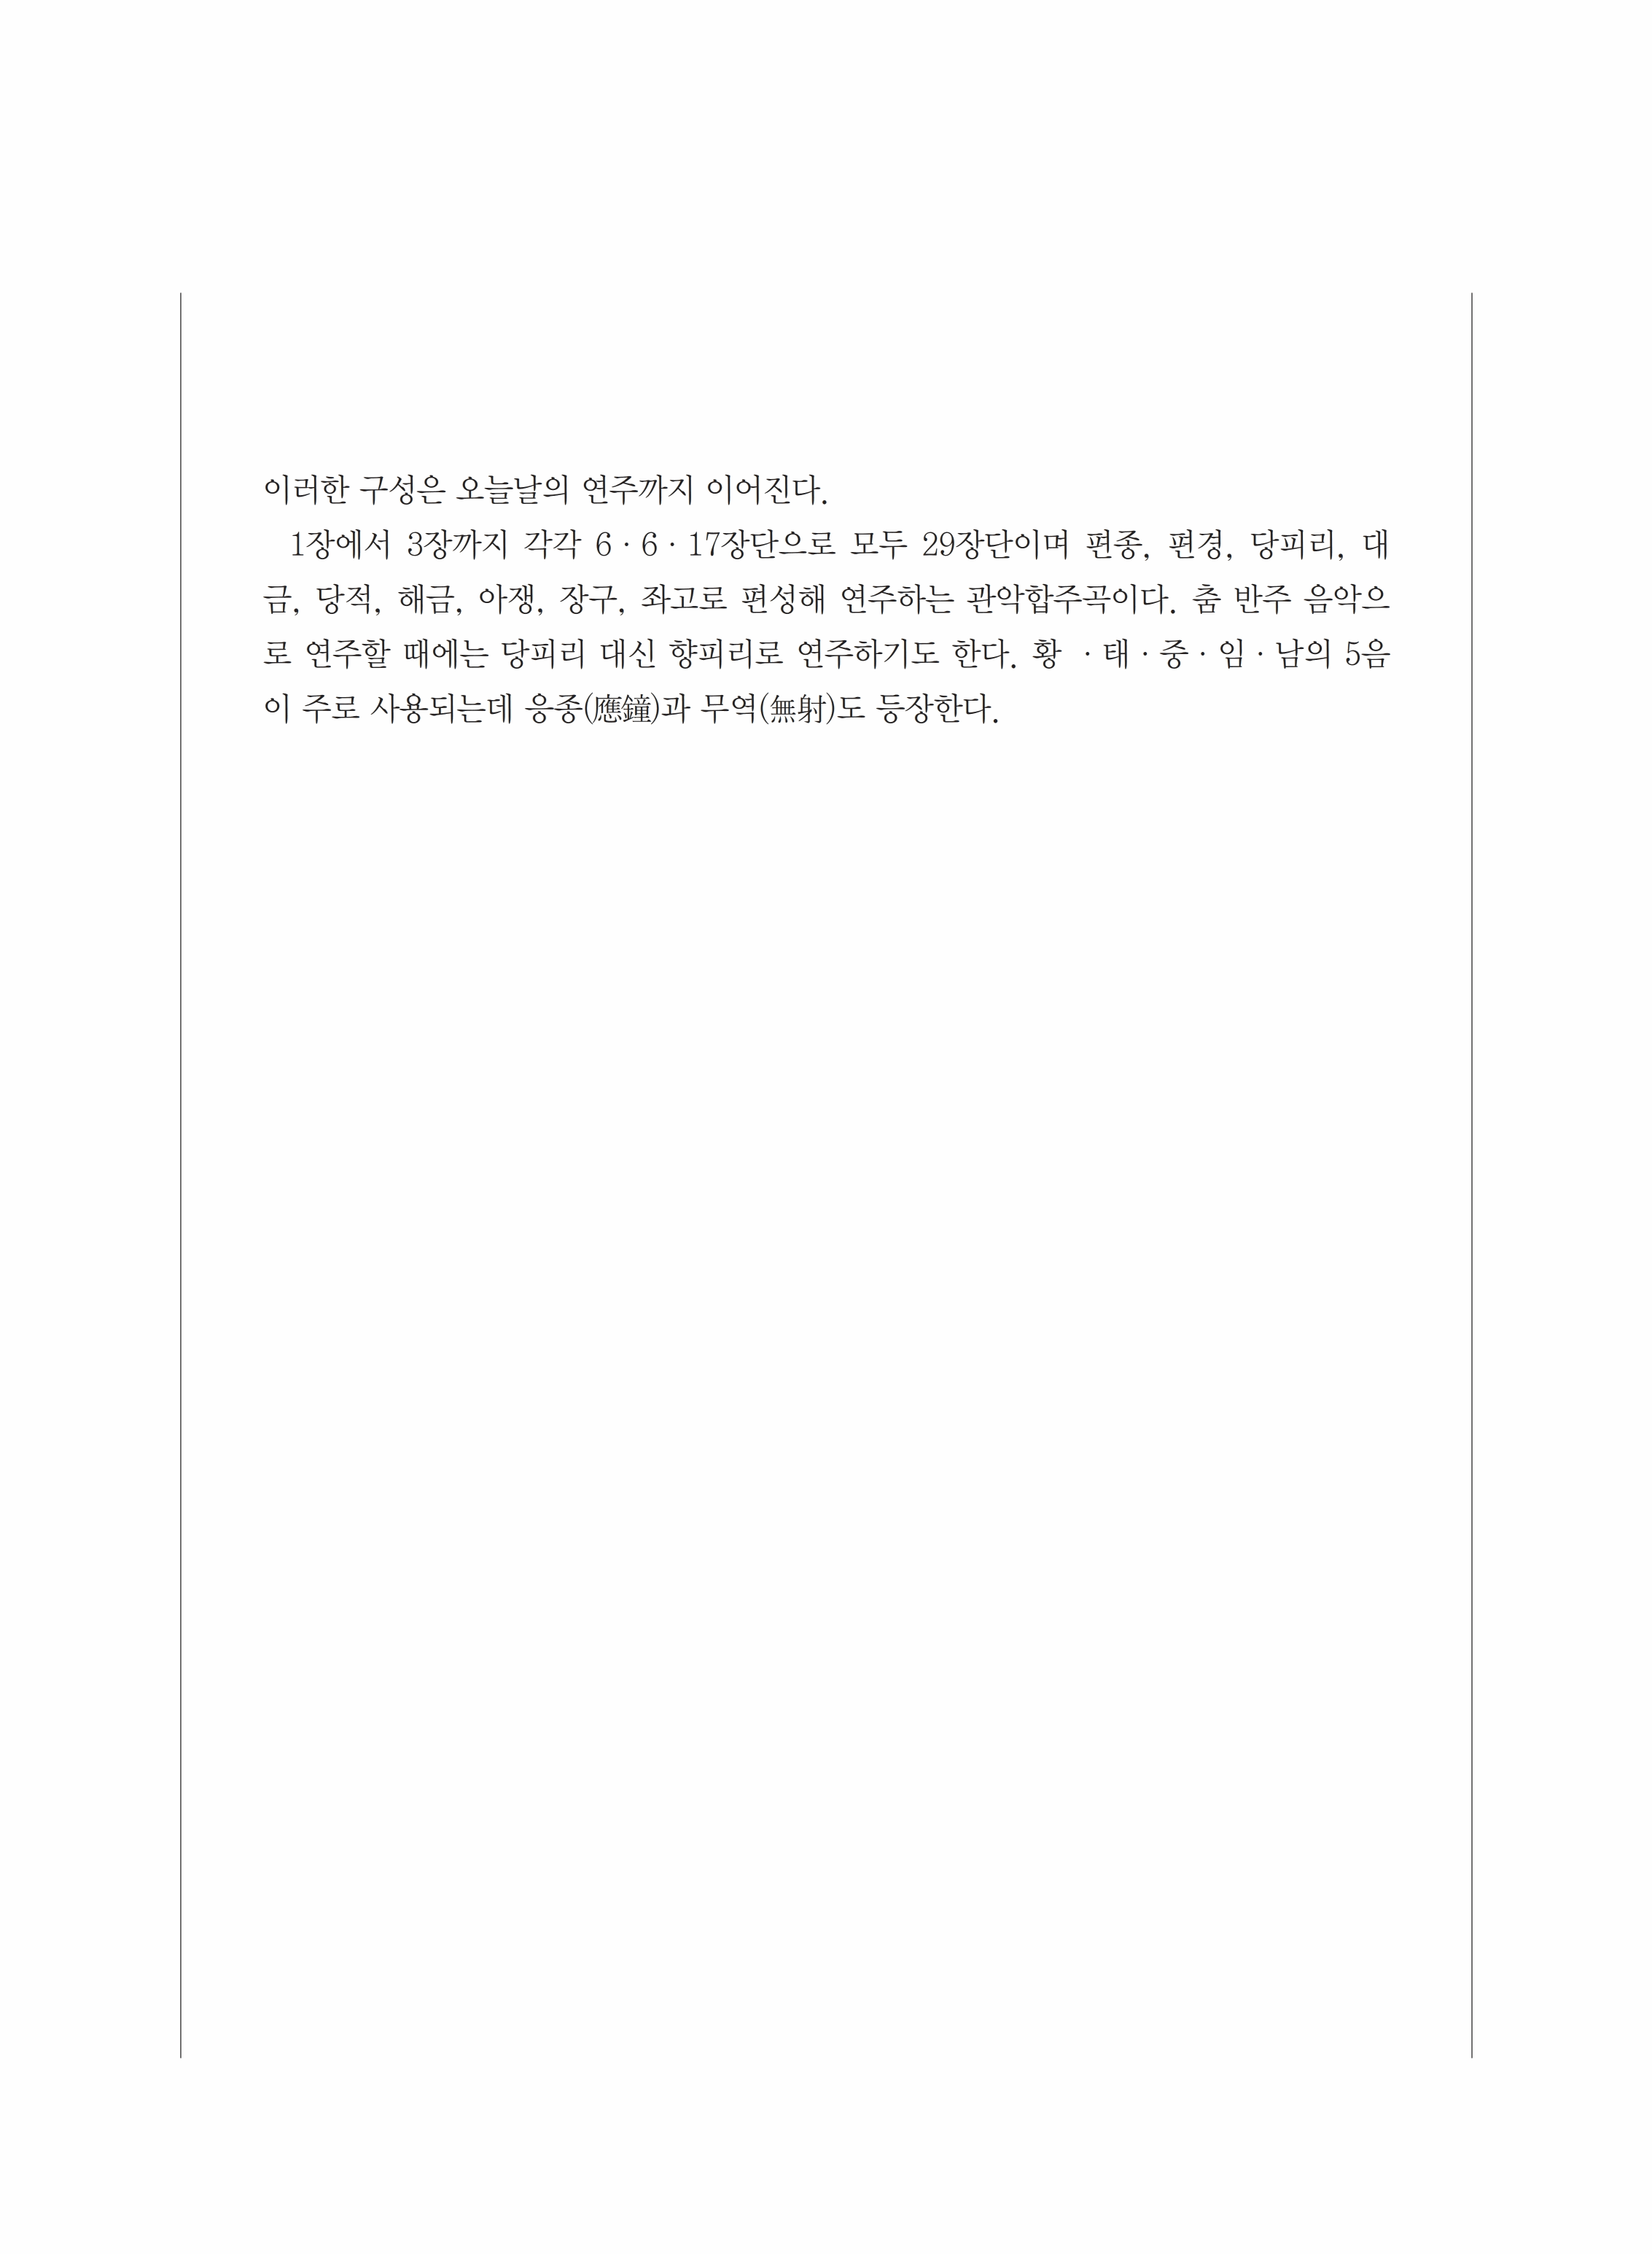 이러한 구성은 오늘날의 연주까지 이어진다.
1장에서 3장까지 각각 6 · 6 · 17장단으로 모두 29장단이며 편종, 편경, 당피리, 대
금, 당적, 해금, 아쟁, 장구, 좌고로 편성해 연주하는 관악합주곡이다. 춤 반주 음악으
로 연주할 때에는 당피리 대신 향피리로 연주하기도 한다. 황 · 태 · 중 · 임 · 남의 5음
이 주로 사용되는데 응종(應鐘)과 무역(無射)도 등장한다.